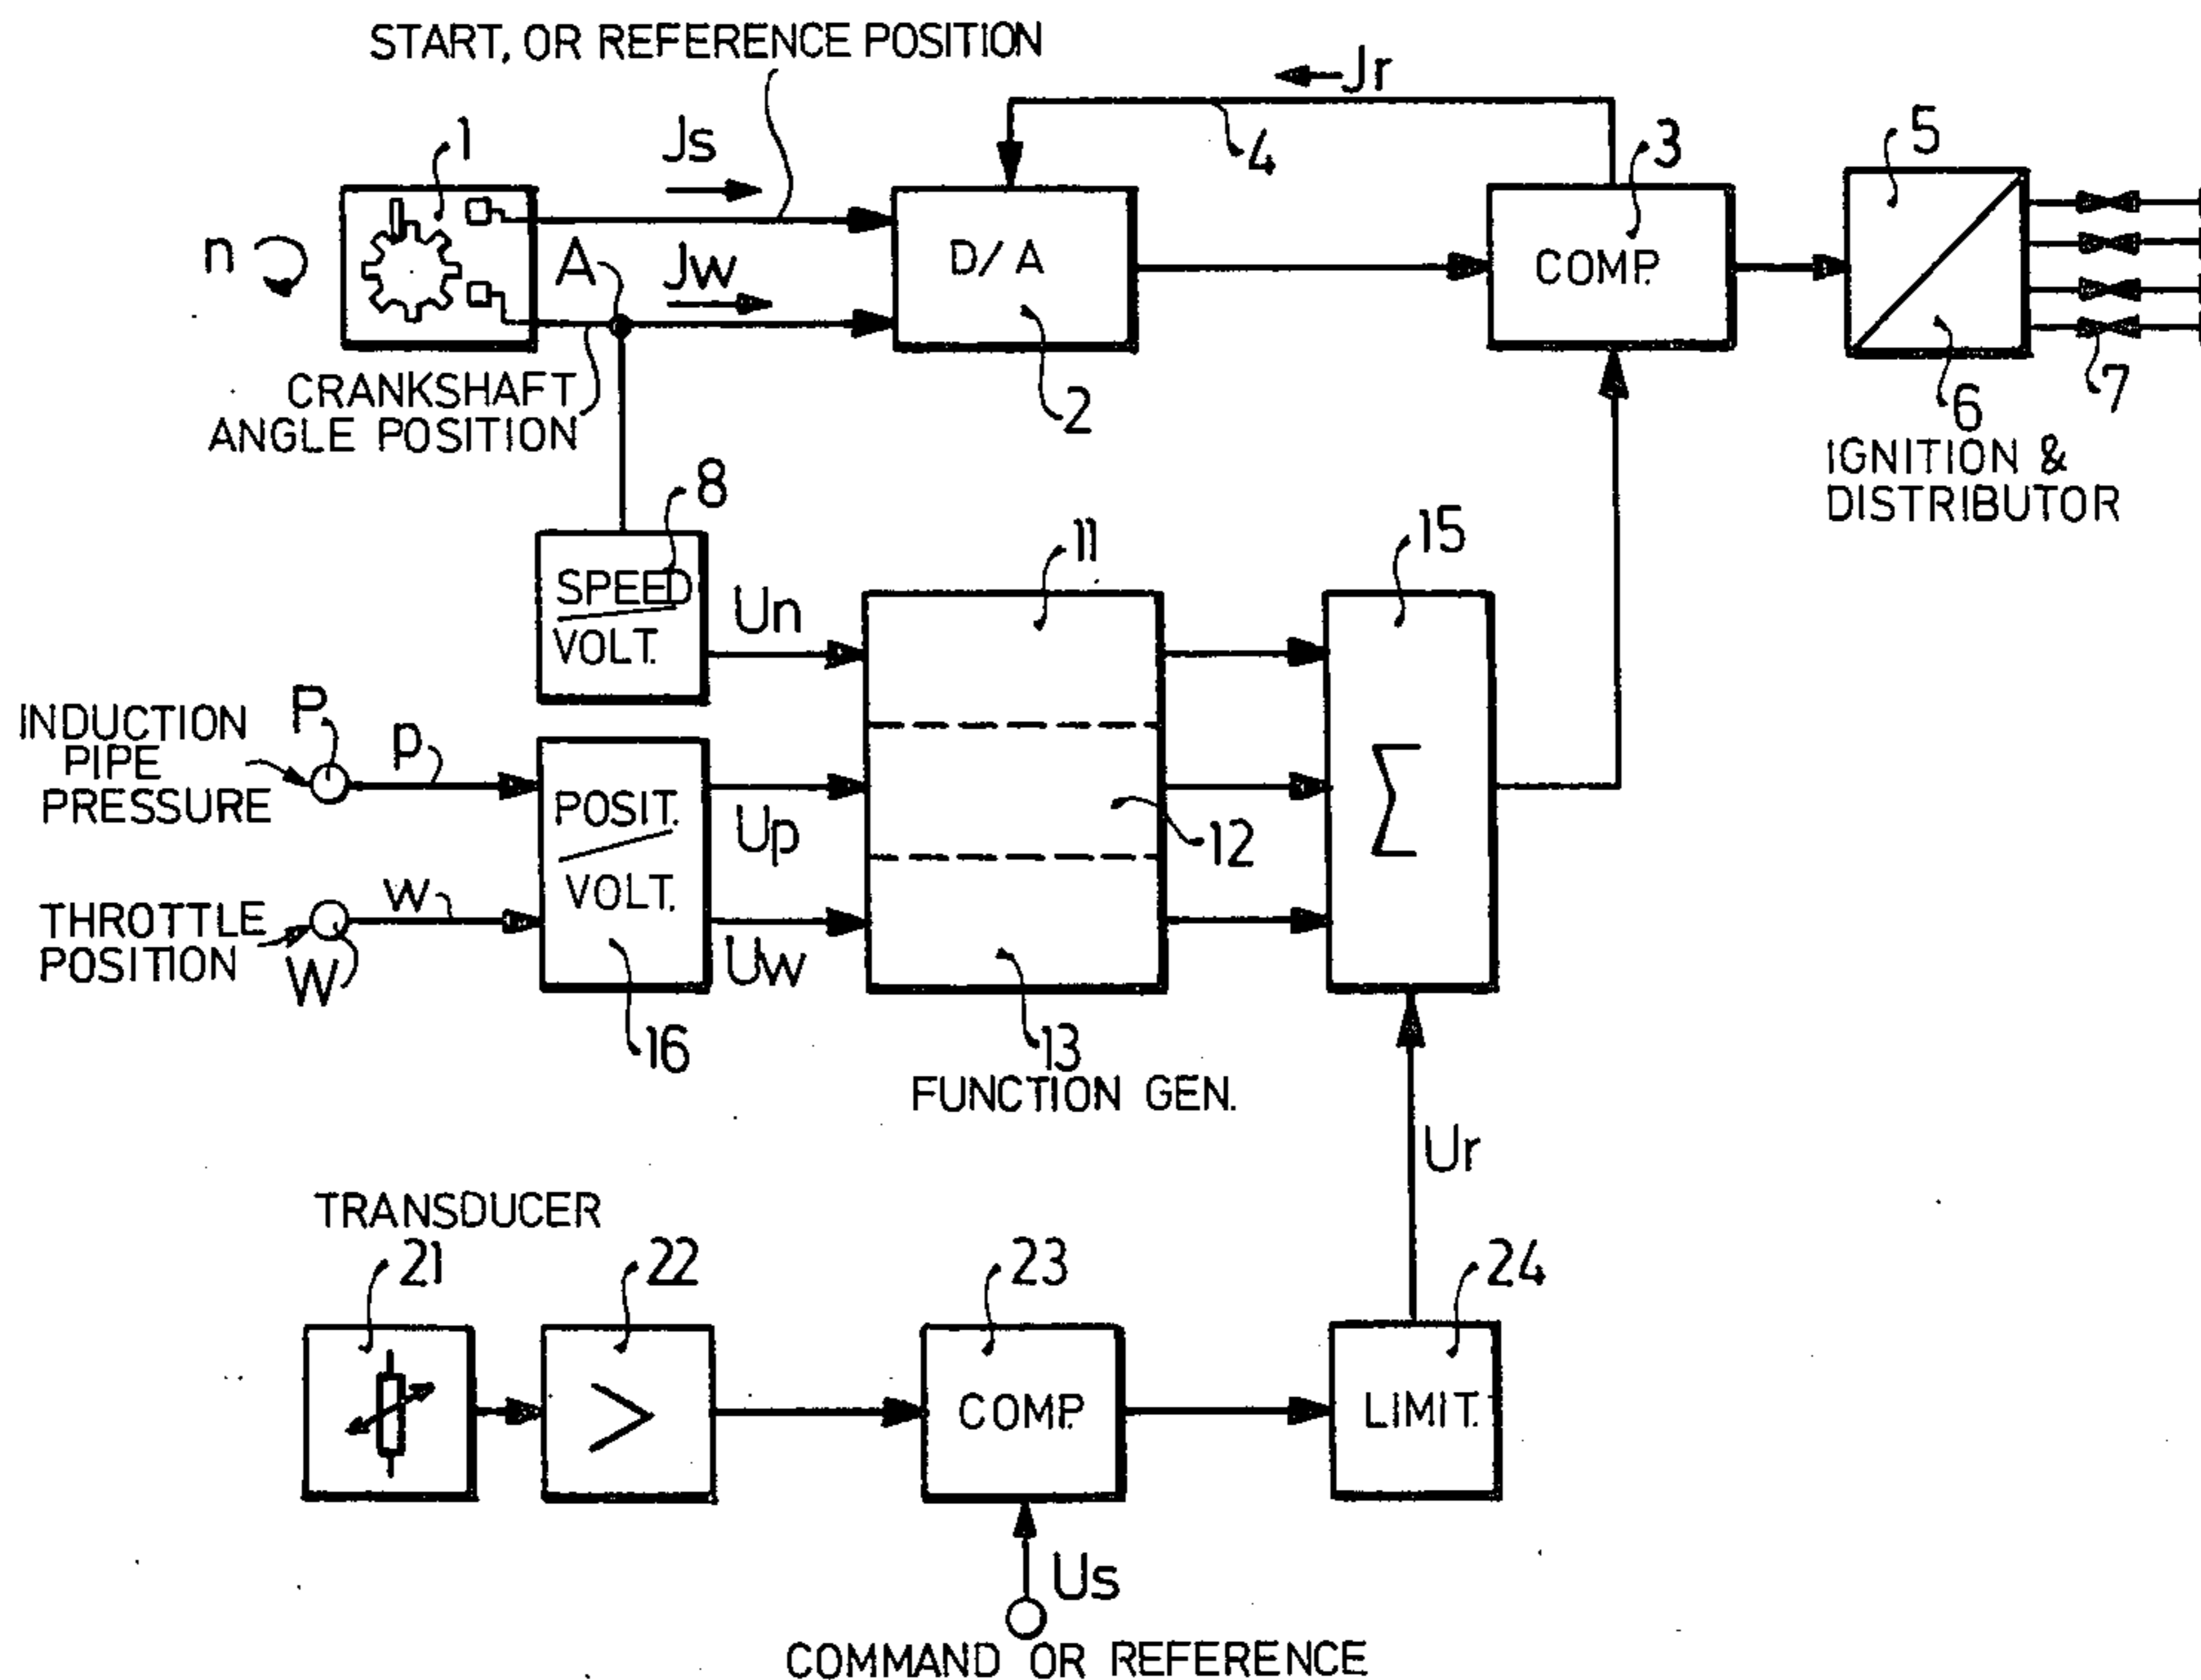 START, OR REFERENCE POSITION
Jr
1
Js
4
3
5
n
A
Jw
D/A
COMP.
CRANKSHAFT
ANGLE POSITION
2
6
7
IGNITION &
DISTRIBUTOR
8
SPEED
VOLT.
Un
11
15
INDUCTION
PIPE
PRESSURE
P
p
POSIT.
VOLT.
Up
12
Σ
THROTTLE
POSITION
W
w
Uw
16
13
FUNCTION GEN.
Ur
TRANSDUCER
21
22
23
24
>
COMP.
LIMIT.
Us
COMMAND OR REFERENCE